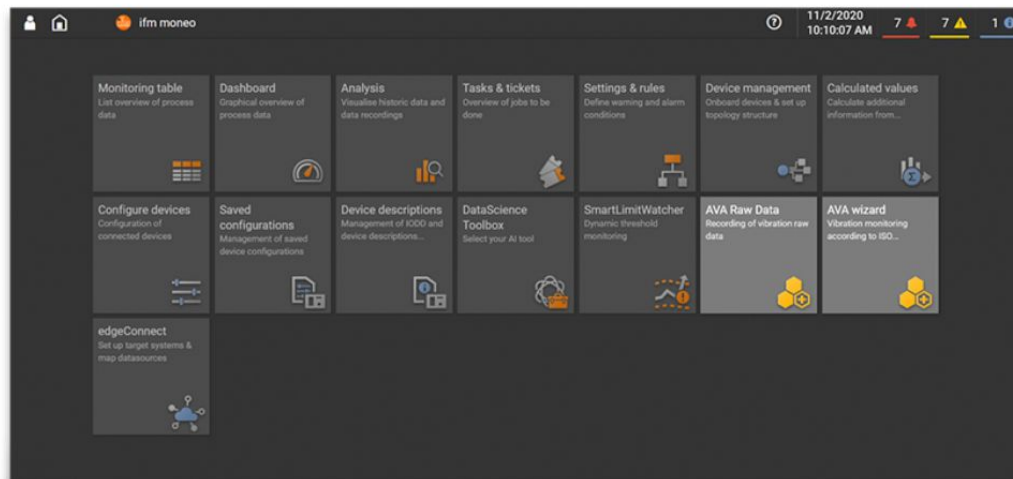 ifm moneo
11/2/2020
10:10:07 AM
7
7
1
Monitoring table
List overview of process
data
Dashboard
Graphical overview of
process data
Analysis
Visualise historic data and
data recordings
Tasks & tickets
Overview of jobs to be
done
Settings & rules
Define warning and alarm
conditions
Device management
Onboard devices & set up
topology structure
Calculated values
Calculate additional
information from...
Configure devices
Configuration of
connected devices
Saved
configurations
Management of saved
device configurations
Device descriptions
Management of IODD and
device descriptions...
DataScience
Toolbox
Select your AI tool
SmartLimitWatcher
Dynamic threshold
monitoring
AVA Raw Data
Recording of vibration raw
data
AVA wizard
Vibration monitoring
according to ISO...
edgeConnect
Set up target systems &
map datasources